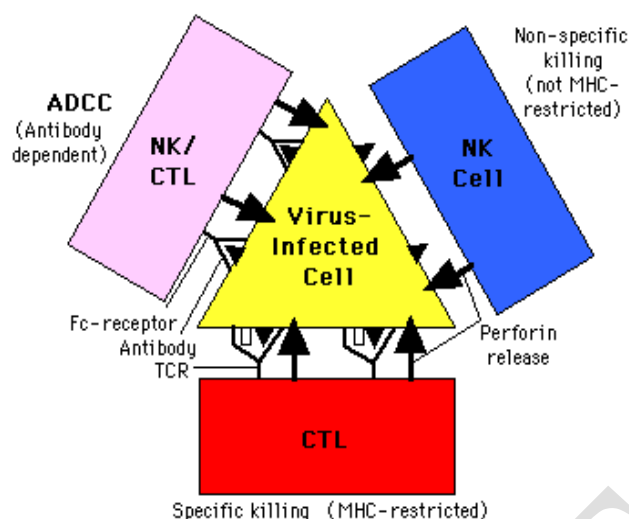 Non-specific
killing
(not MHC-
restricted)
ADCC
(Antibody
dependent)
NK/
CTL
NK
Cell
Virus-
Infected
Cell
Fc-receptor
Antibody
TCR
Perforin
release
CTL
Specific killing (MHC-restricted)